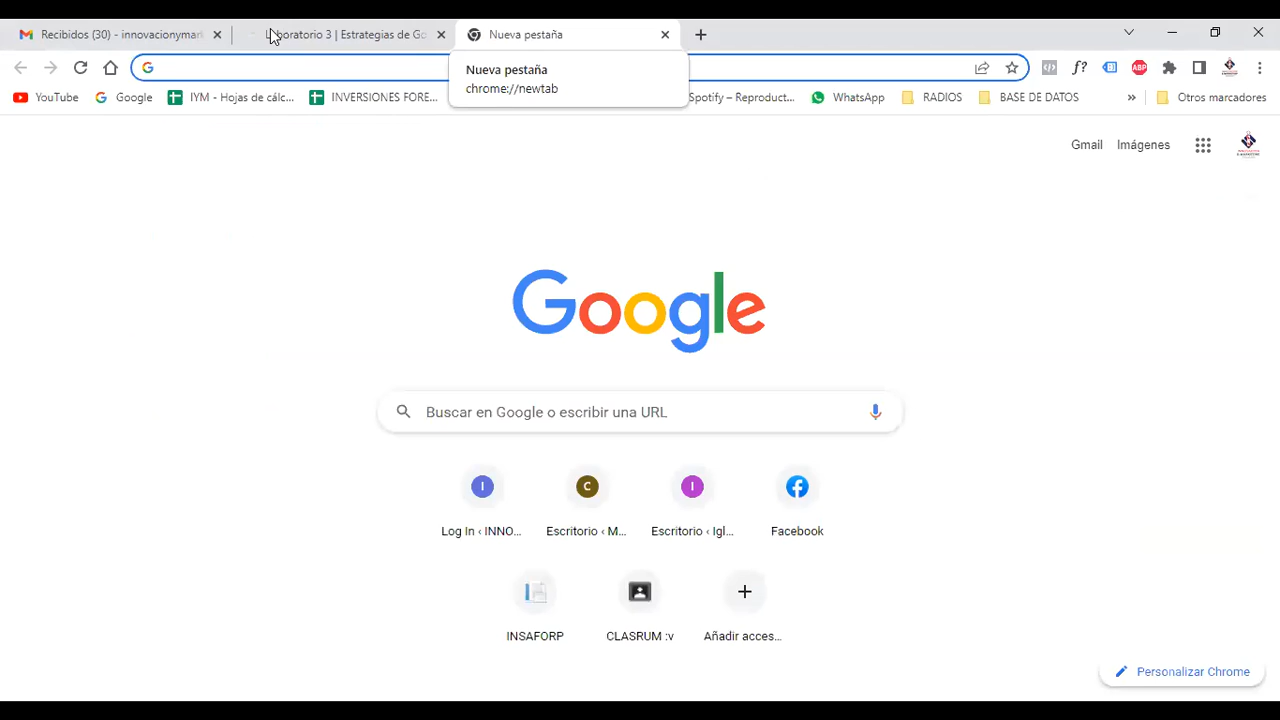 Recibidos (30) - innovacionymark
Laboratorio 3 | Estrategias de Go
Nueva pestaña
Nueva pestaña
chrome://newtab
YouTube
Google
IYM - Hojas de cálc...
INVERSIONES FORE...
Spotify – Reproduct...
WhatsApp
RADIOS
BASE DE DATOS
»
Otros marcadores
f?
ABP
Gmail
Imágenes
Google
Buscar en Google o escribir una URL
I
C
I
Log In ‹ INNO...
Escritorio ‹ M...
Escritorio ‹ Igl...
Facebook
INSAFORP
CLASRUM :v
Añadir acces...
Personalizar Chrome